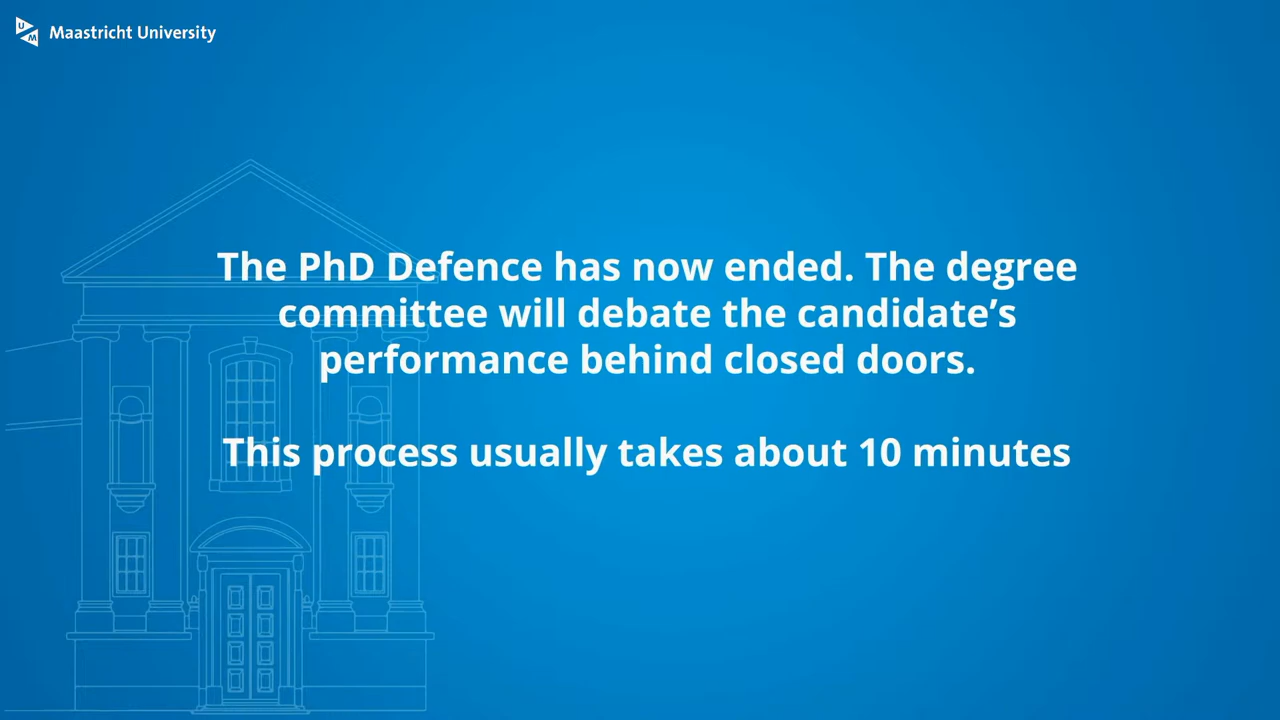 UM
Maastricht University
The PhD Defence has now ended. The degree
committee will debate the candidate’s
performance behind closed doors.
This process usually takes about 10 minutes